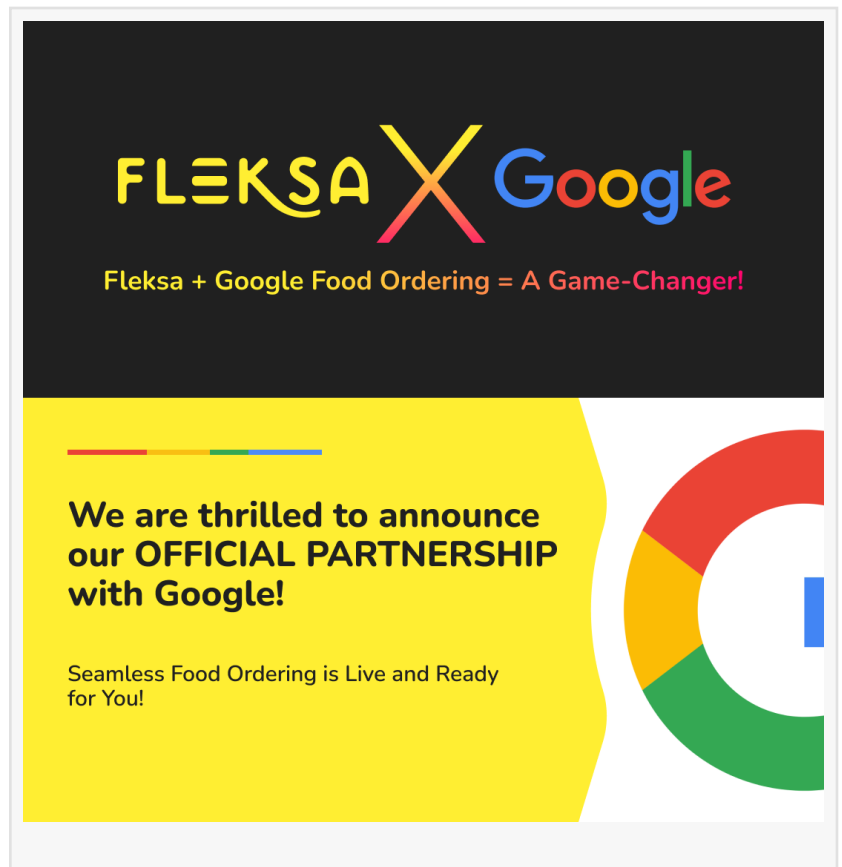 FLEKSA X Google
Fleksa + Google Food Ordering = A Game-Changer!
We are thrilled to announce
our OFFICIAL PARTNERSHIP
with Google!
Seamless Food Ordering is Live and Ready
for You!